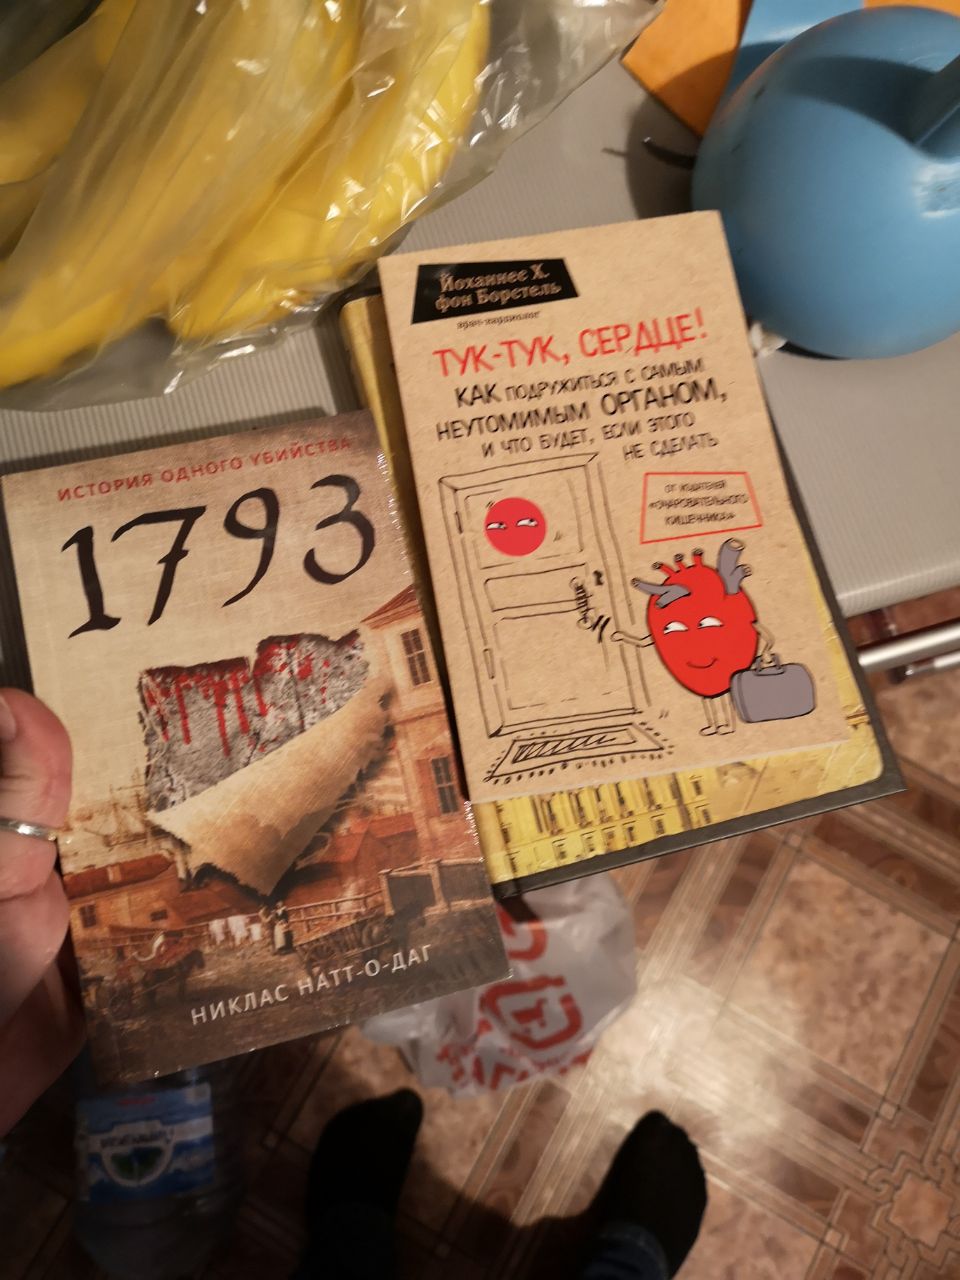 ИСТОРИЯ ОДНОГО УБИЙСТВА
1793
НИКЛАС НАТТ-О-ДАГ
Йоханнес Х.
фон Борстель
врач-кардиолог
ТУК-ТУК, СЕРДЦЕ!
КАК ПОДРУЖИТЬСЯ С САМЫМ
НЕУТОМИМЫМ ОРГАНОМ,
И ЧТО БУДЕТ, ЕСЛИ ЭТОГО
НЕ СДЕЛАТЬ
ОТ ИЗДАТЕЛЕЙ
«ОЧАРОВАТЕЛЬНОГО
КИШЕЧНИКА»